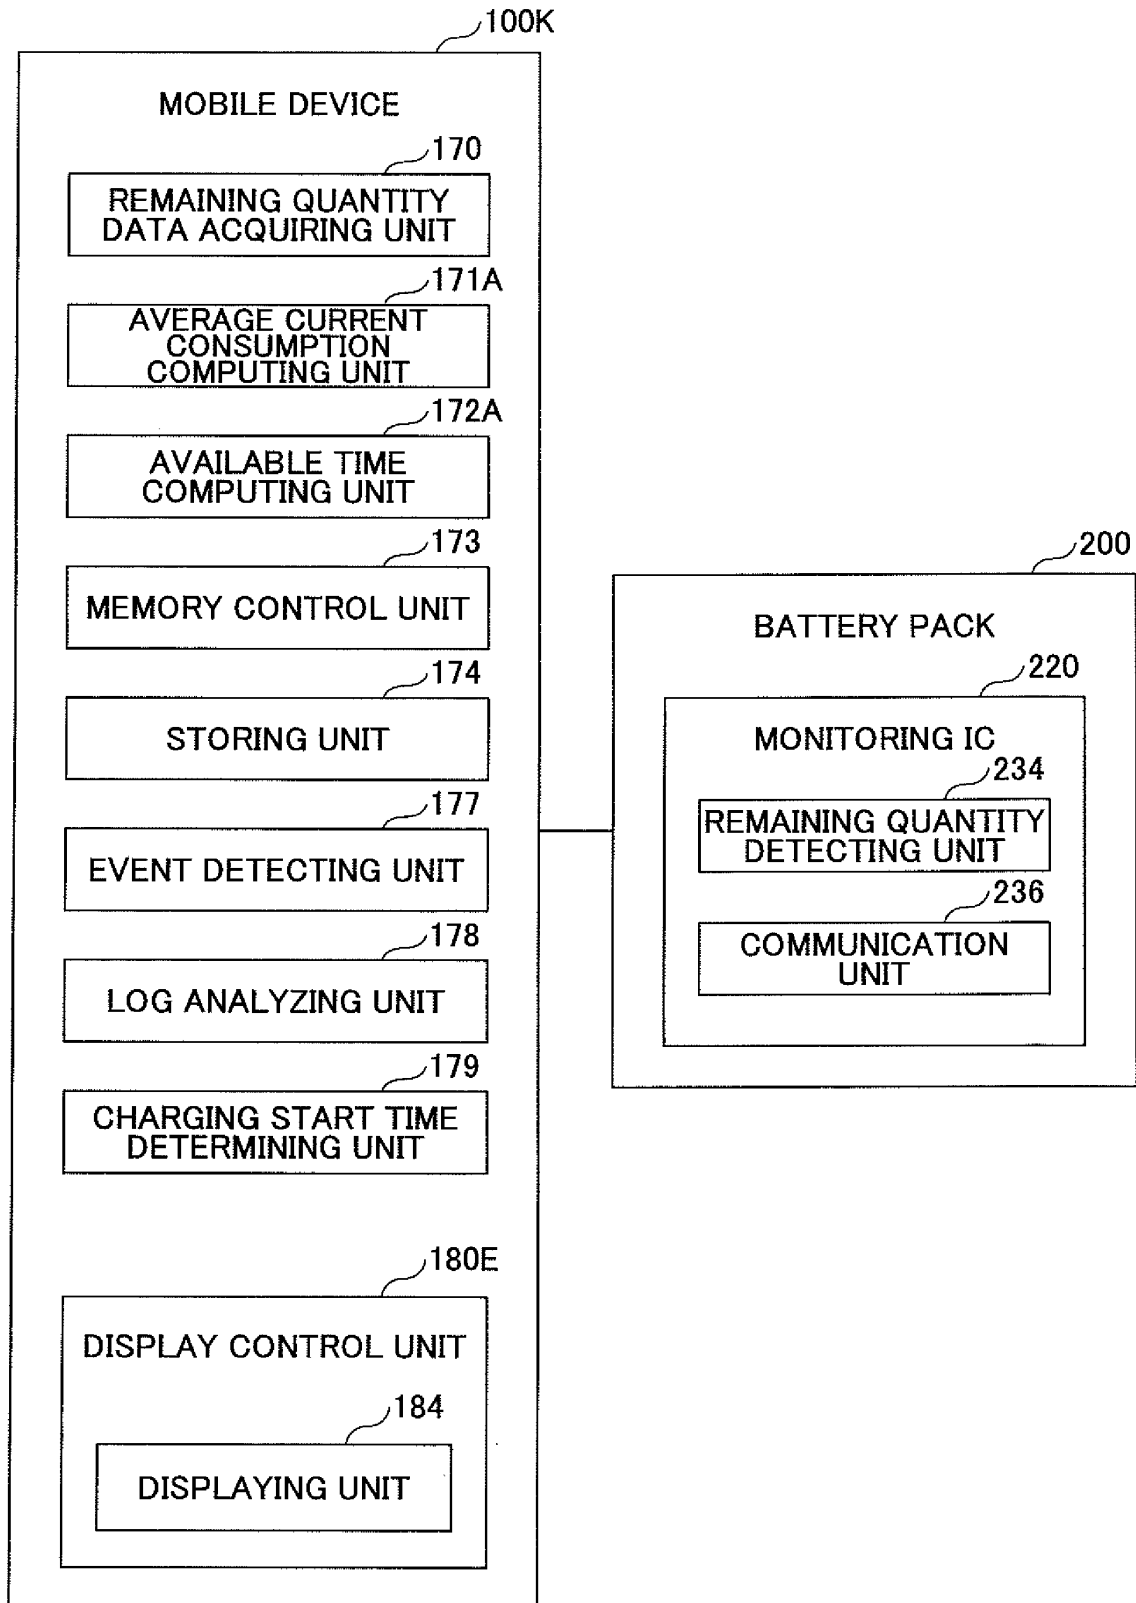 100K
MOBILE DEVICE
170
REMAINING QUANTITY
DATA ACQUIRING UNIT
171A
AVERAGE CURRENT
CONSUMPTION
COMPUTING UNIT
172A
AVAILABLE TIME
COMPUTING UNIT
173
MEMORY CONTROL UNIT
174
STORING UNIT
177
EVENT DETECTING UNIT
178
LOG ANALYZING UNIT
179
CHARGING START TIME
DETERMINING UNIT
180E
DISPLAY CONTROL UNIT
184
DISPLAYING UNIT
200
BATTERY PACK
220
MONITORING IC
234
REMAINING QUANTITY
DETECTING UNIT
236
COMMUNICATION
UNIT